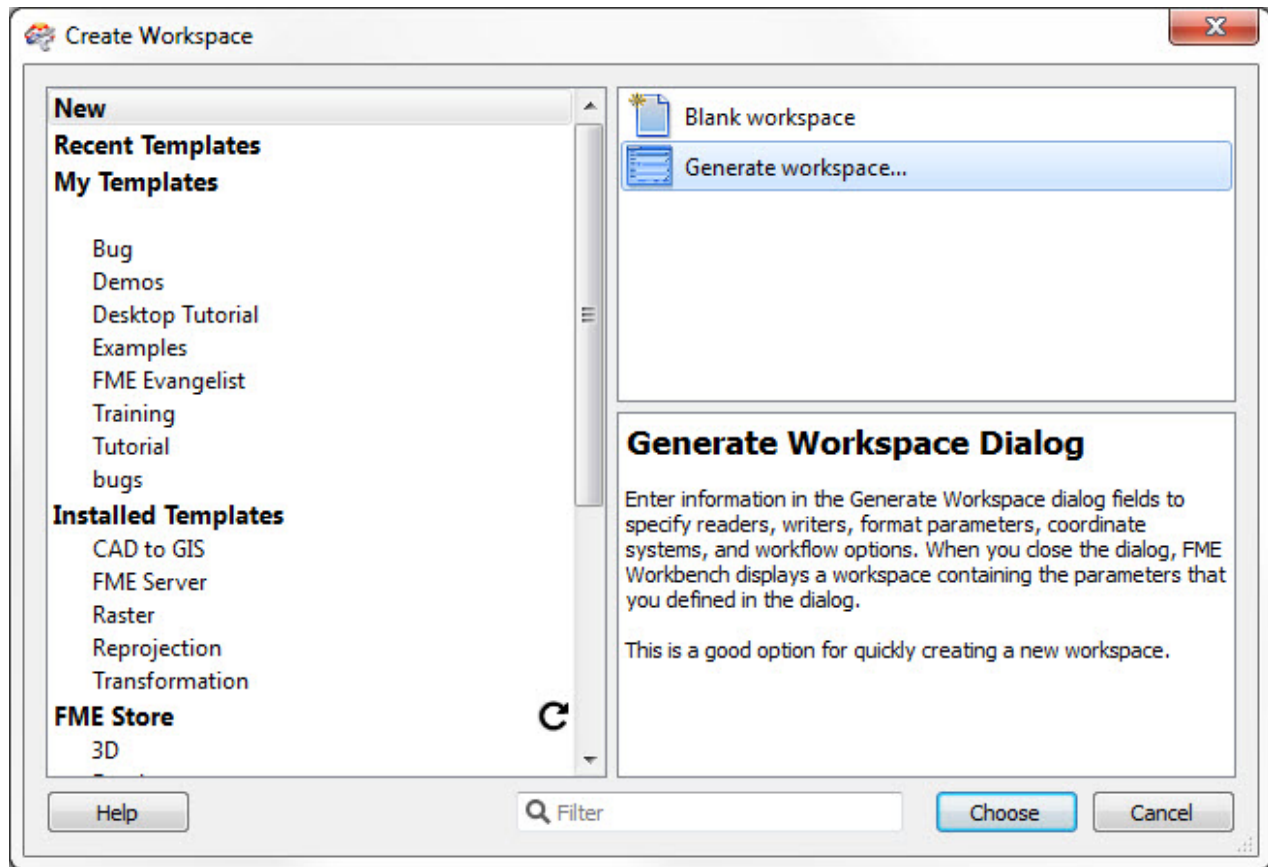 Create Workspace
New
Recent Templates
My Templates
Bug
Demos
Desktop Tutorial
Examples
FME Evangelist
Training
Tutorial
bugs
Installed Templates
CAD to GIS
FME Server
Raster
Reprojection
Transformation
FME Store
3D
Blank workspace
Generate workspace...
Generate Workspace Dialog
Enter information in the Generate Workspace dialog fields to
specify readers, writers, format parameters, coordinate
systems, and workflow options. When you close the dialog, FME
Workbench displays a workspace containing the parameters that
you defined in the dialog.
This is a good option for quickly creating a new workspace.
Help
Filter
Choose
Cancel